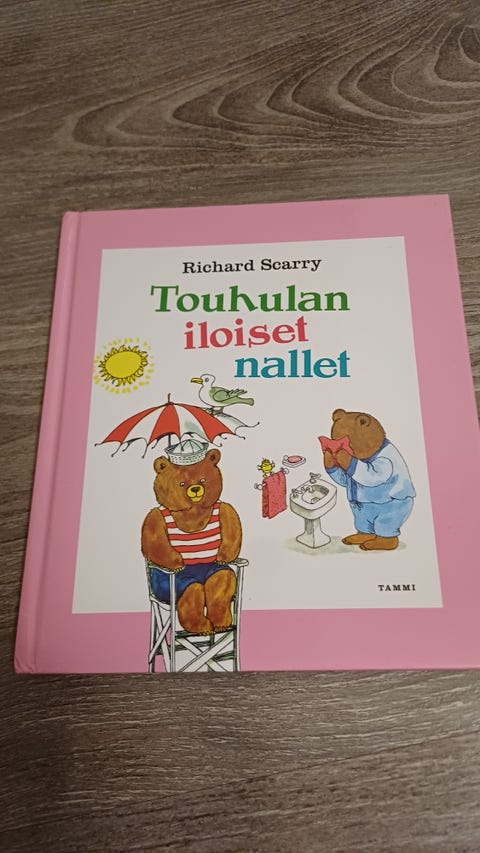 Richard Scarry
Touhulan
iloiset
nallet
TAMMI